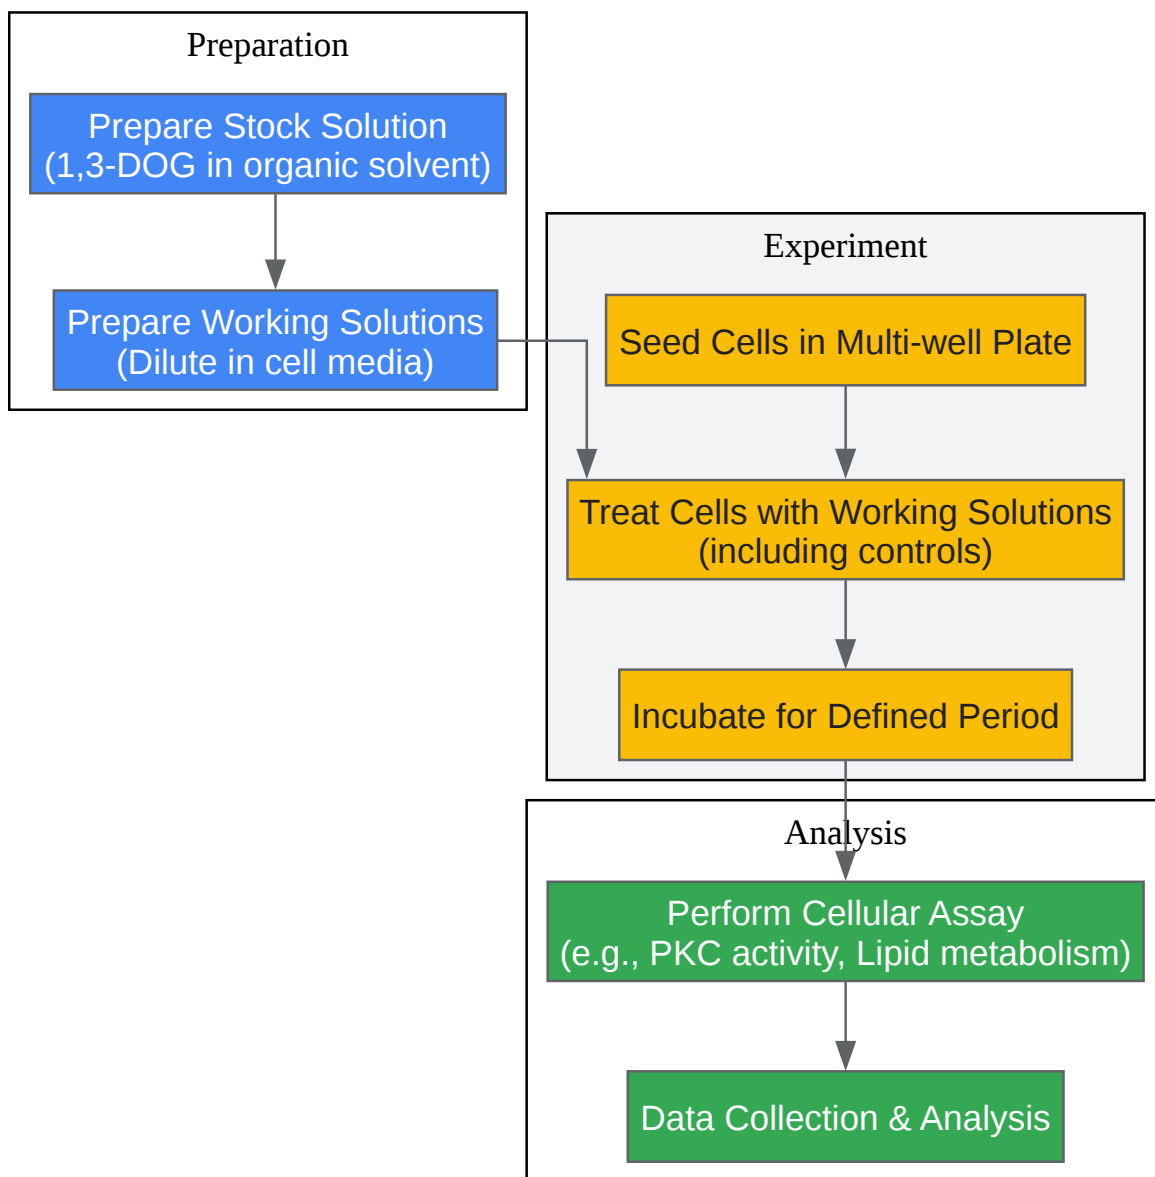 Preparation
Prepare Stock Solution
(1,3-DOG in organic solvent)
Prepare Working Solutions
(Dilute in cell media)
Experiment
Seed Cells in Multi-well Plate
Treat Cells with Working Solutions
(including controls)
Incubate for Defined Period
Analysis
Perform Cellular Assay
(e.g., PKC activity, Lipid metabolism)
Data Collection & Analysis